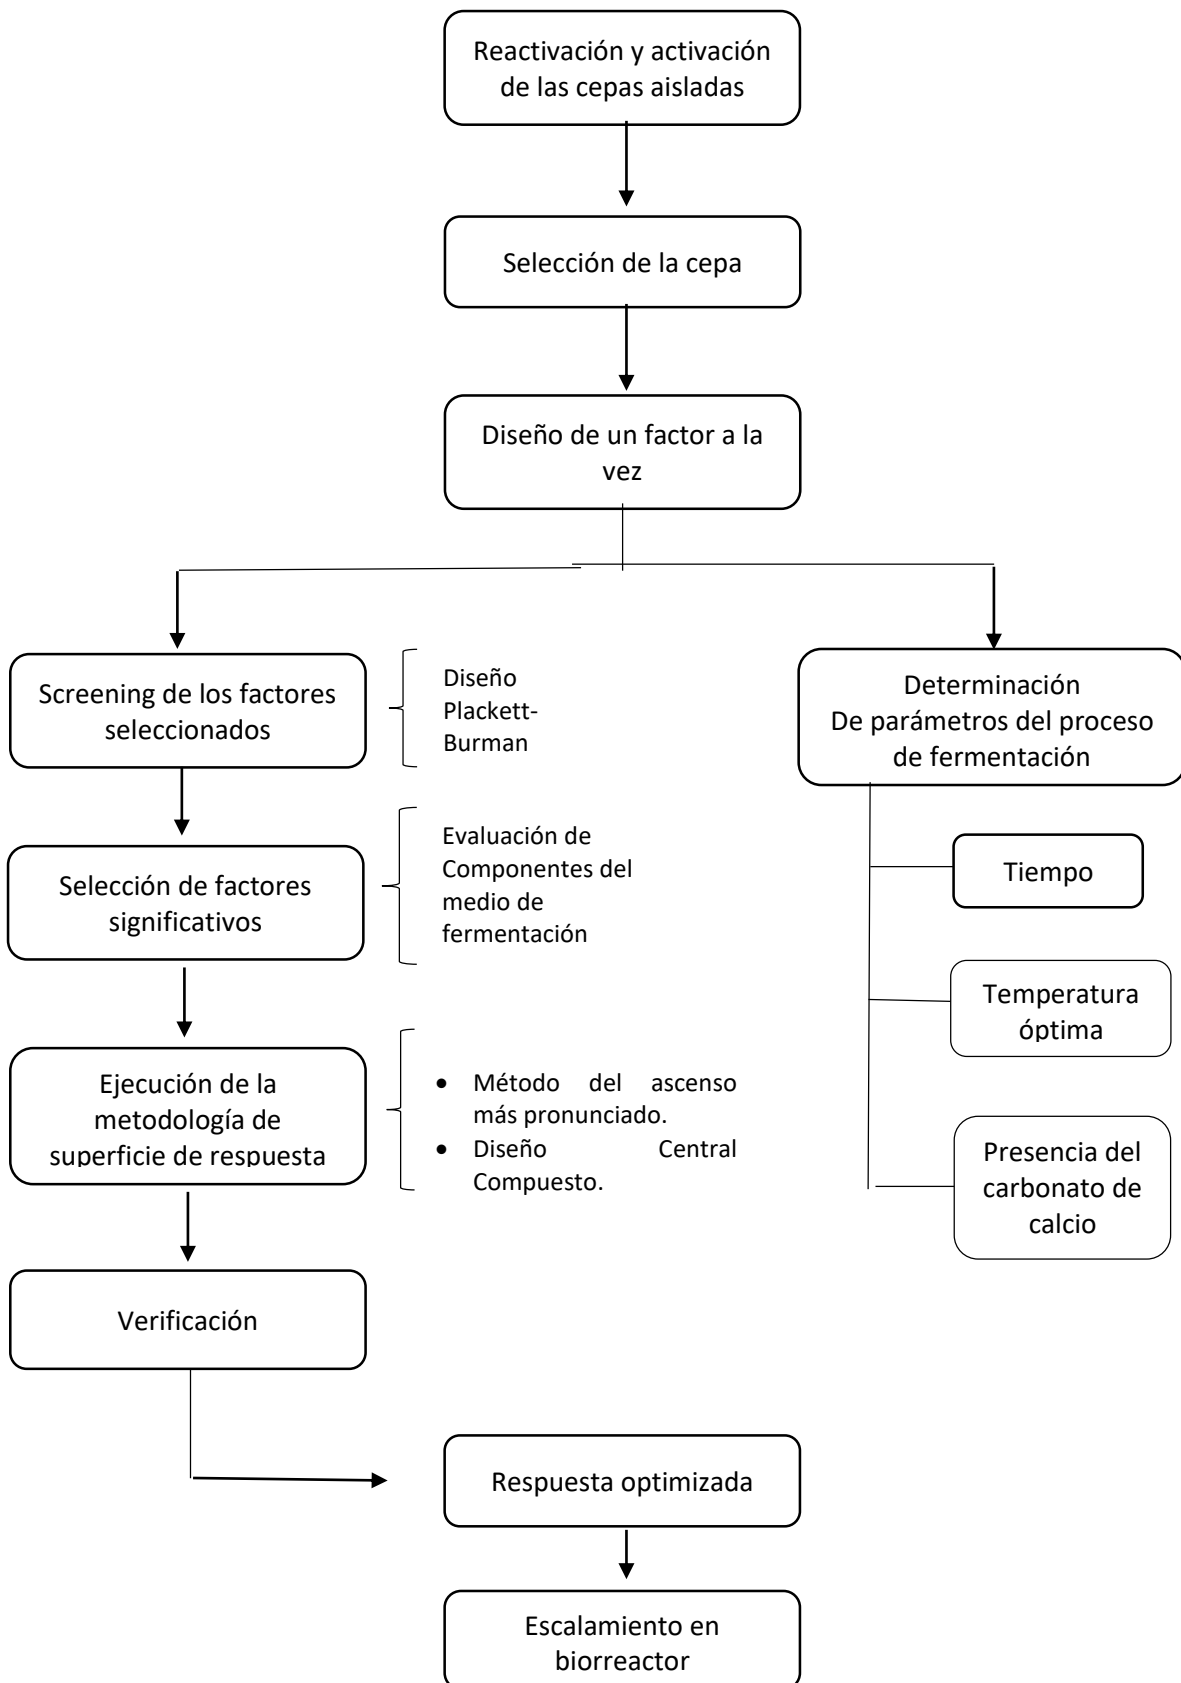 Reactivación y activación
de las cepas aisladas
Selección de la cepa
Diseño de un factor a la
vez
Screening de los factores
seleccionados
Diseño
Plackett-
Burman
Determinación
De parámetros del proceso
de fermentación
Selección de factores
significativos
Evaluación de
Componentes del
medio de
fermentación
Tiempo
Temperatura
óptima
Ejecución de la
metodología de
superficie de respuesta
• Método del ascenso
más pronunciado.
• Diseño Central
Compuesto.
Presencia del
carbonato de
calcio
Verificación
Respuesta optimizada
Escalamiento en
biorreactor